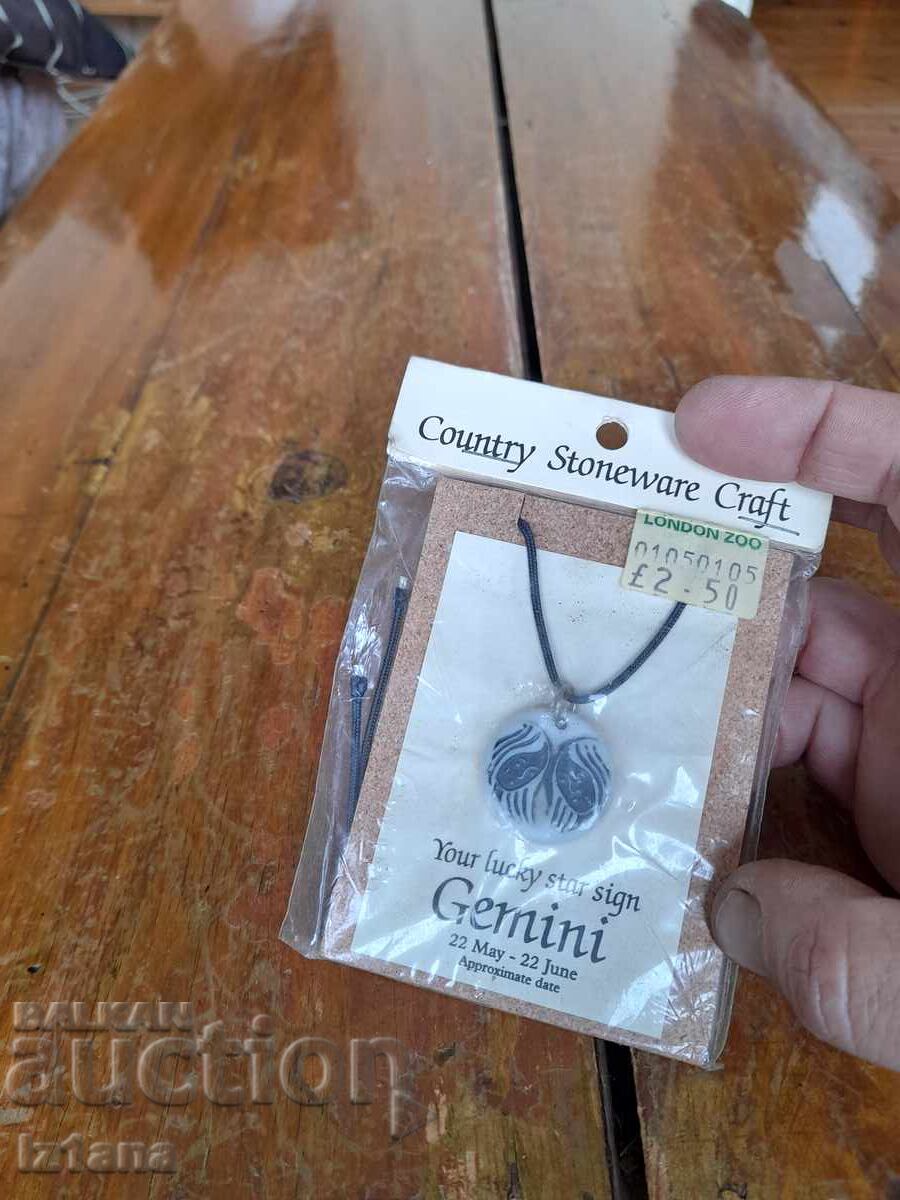 Country Stoneware Craft
LONDON ZOO
01050105
£2.50
Your lucky star sign
Gemini
22 May - 22 June
Approximate date
BALKAN
auction
iz1ana